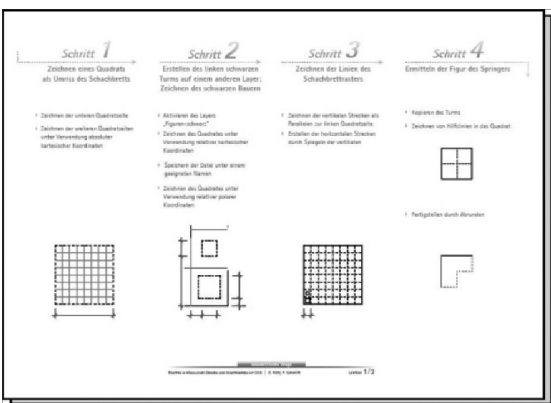 Schritt 1
Zeichnen eines Quadrats
als Umriss des Schachbretts
Zeichnen der unteren Quadratseite
Zeichnen der weiteren Quadratseiten
unter Verwendung absoluter
kartesischer Koordinaten
Schritt 2
Erstellen des linken schwarzen
Turms auf einem anderen Layer;
Zeichnen des schwarzen Bauern
Aktivieren des Layers
„Figuren-schwarz“
Zeichnen des Quadrates unter
Verwendung relativer kartesischer
Koordinaten
Speichern der Datei unter einem
geeigneten Namen
Zeichnen des Quadrates unter
Verwendung relativer polarer
Koordinaten
Schritt 3
Zeichnen der Linien des
Schachbrettrasters
Zeichnen der vertikalen Strecken als
Parallelen zur linken Quadratseite
Erstellen der horizontalen Strecken
durch Spiegeln der vertikalen
Schritt 4
Ermitteln der Figur des Springers
Kopieren des Turms
Zeichnen von Hilfslinien in das Quadrat
Fertigstellen durch Abrunden
1/2